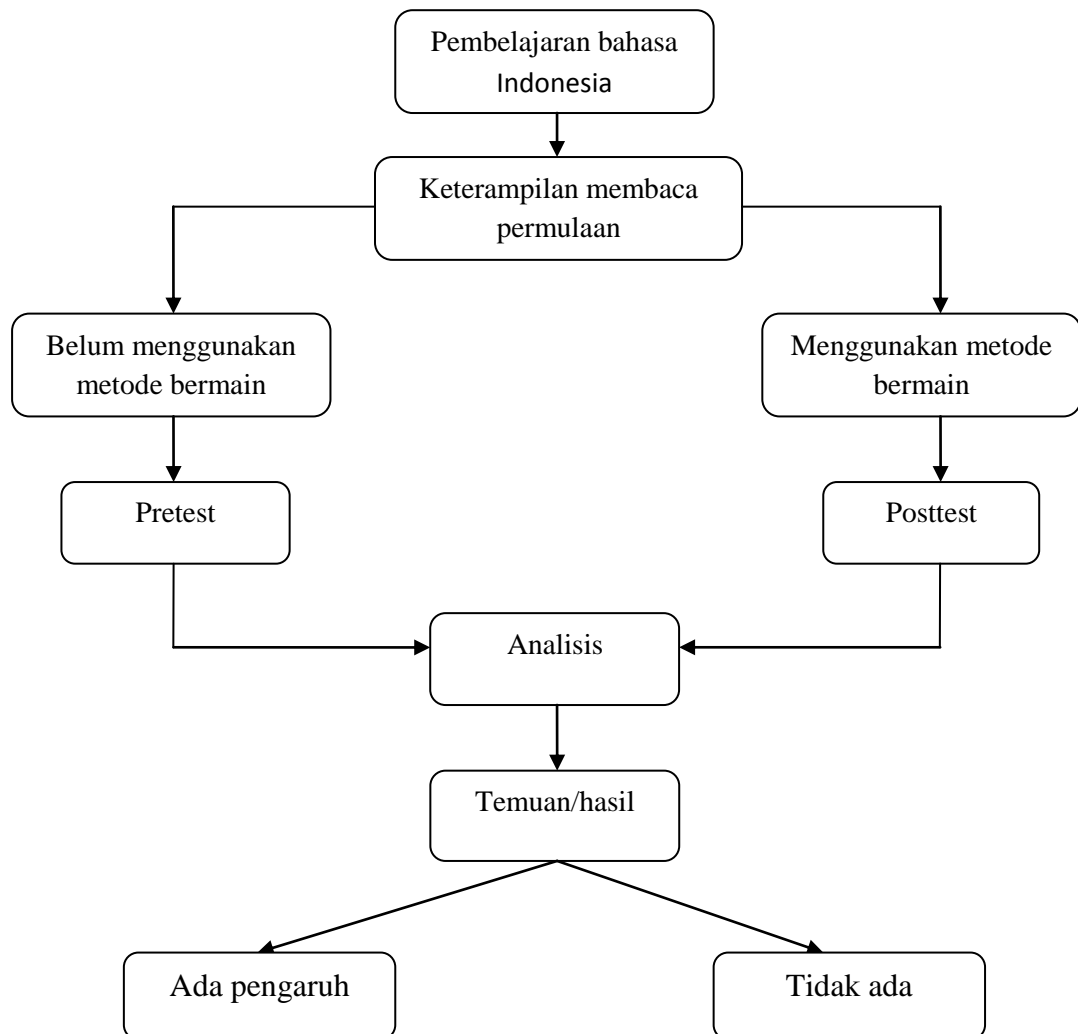 Pembelajaran bahasa
Indonesia
Keterampilan membaca
permulaan
Belum menggunakan
metode bermain
Menggunakan metode
bermain
Pretest
Posttest
Analisis
Temuan/hasil
Ada pengaruh
Tidak ada